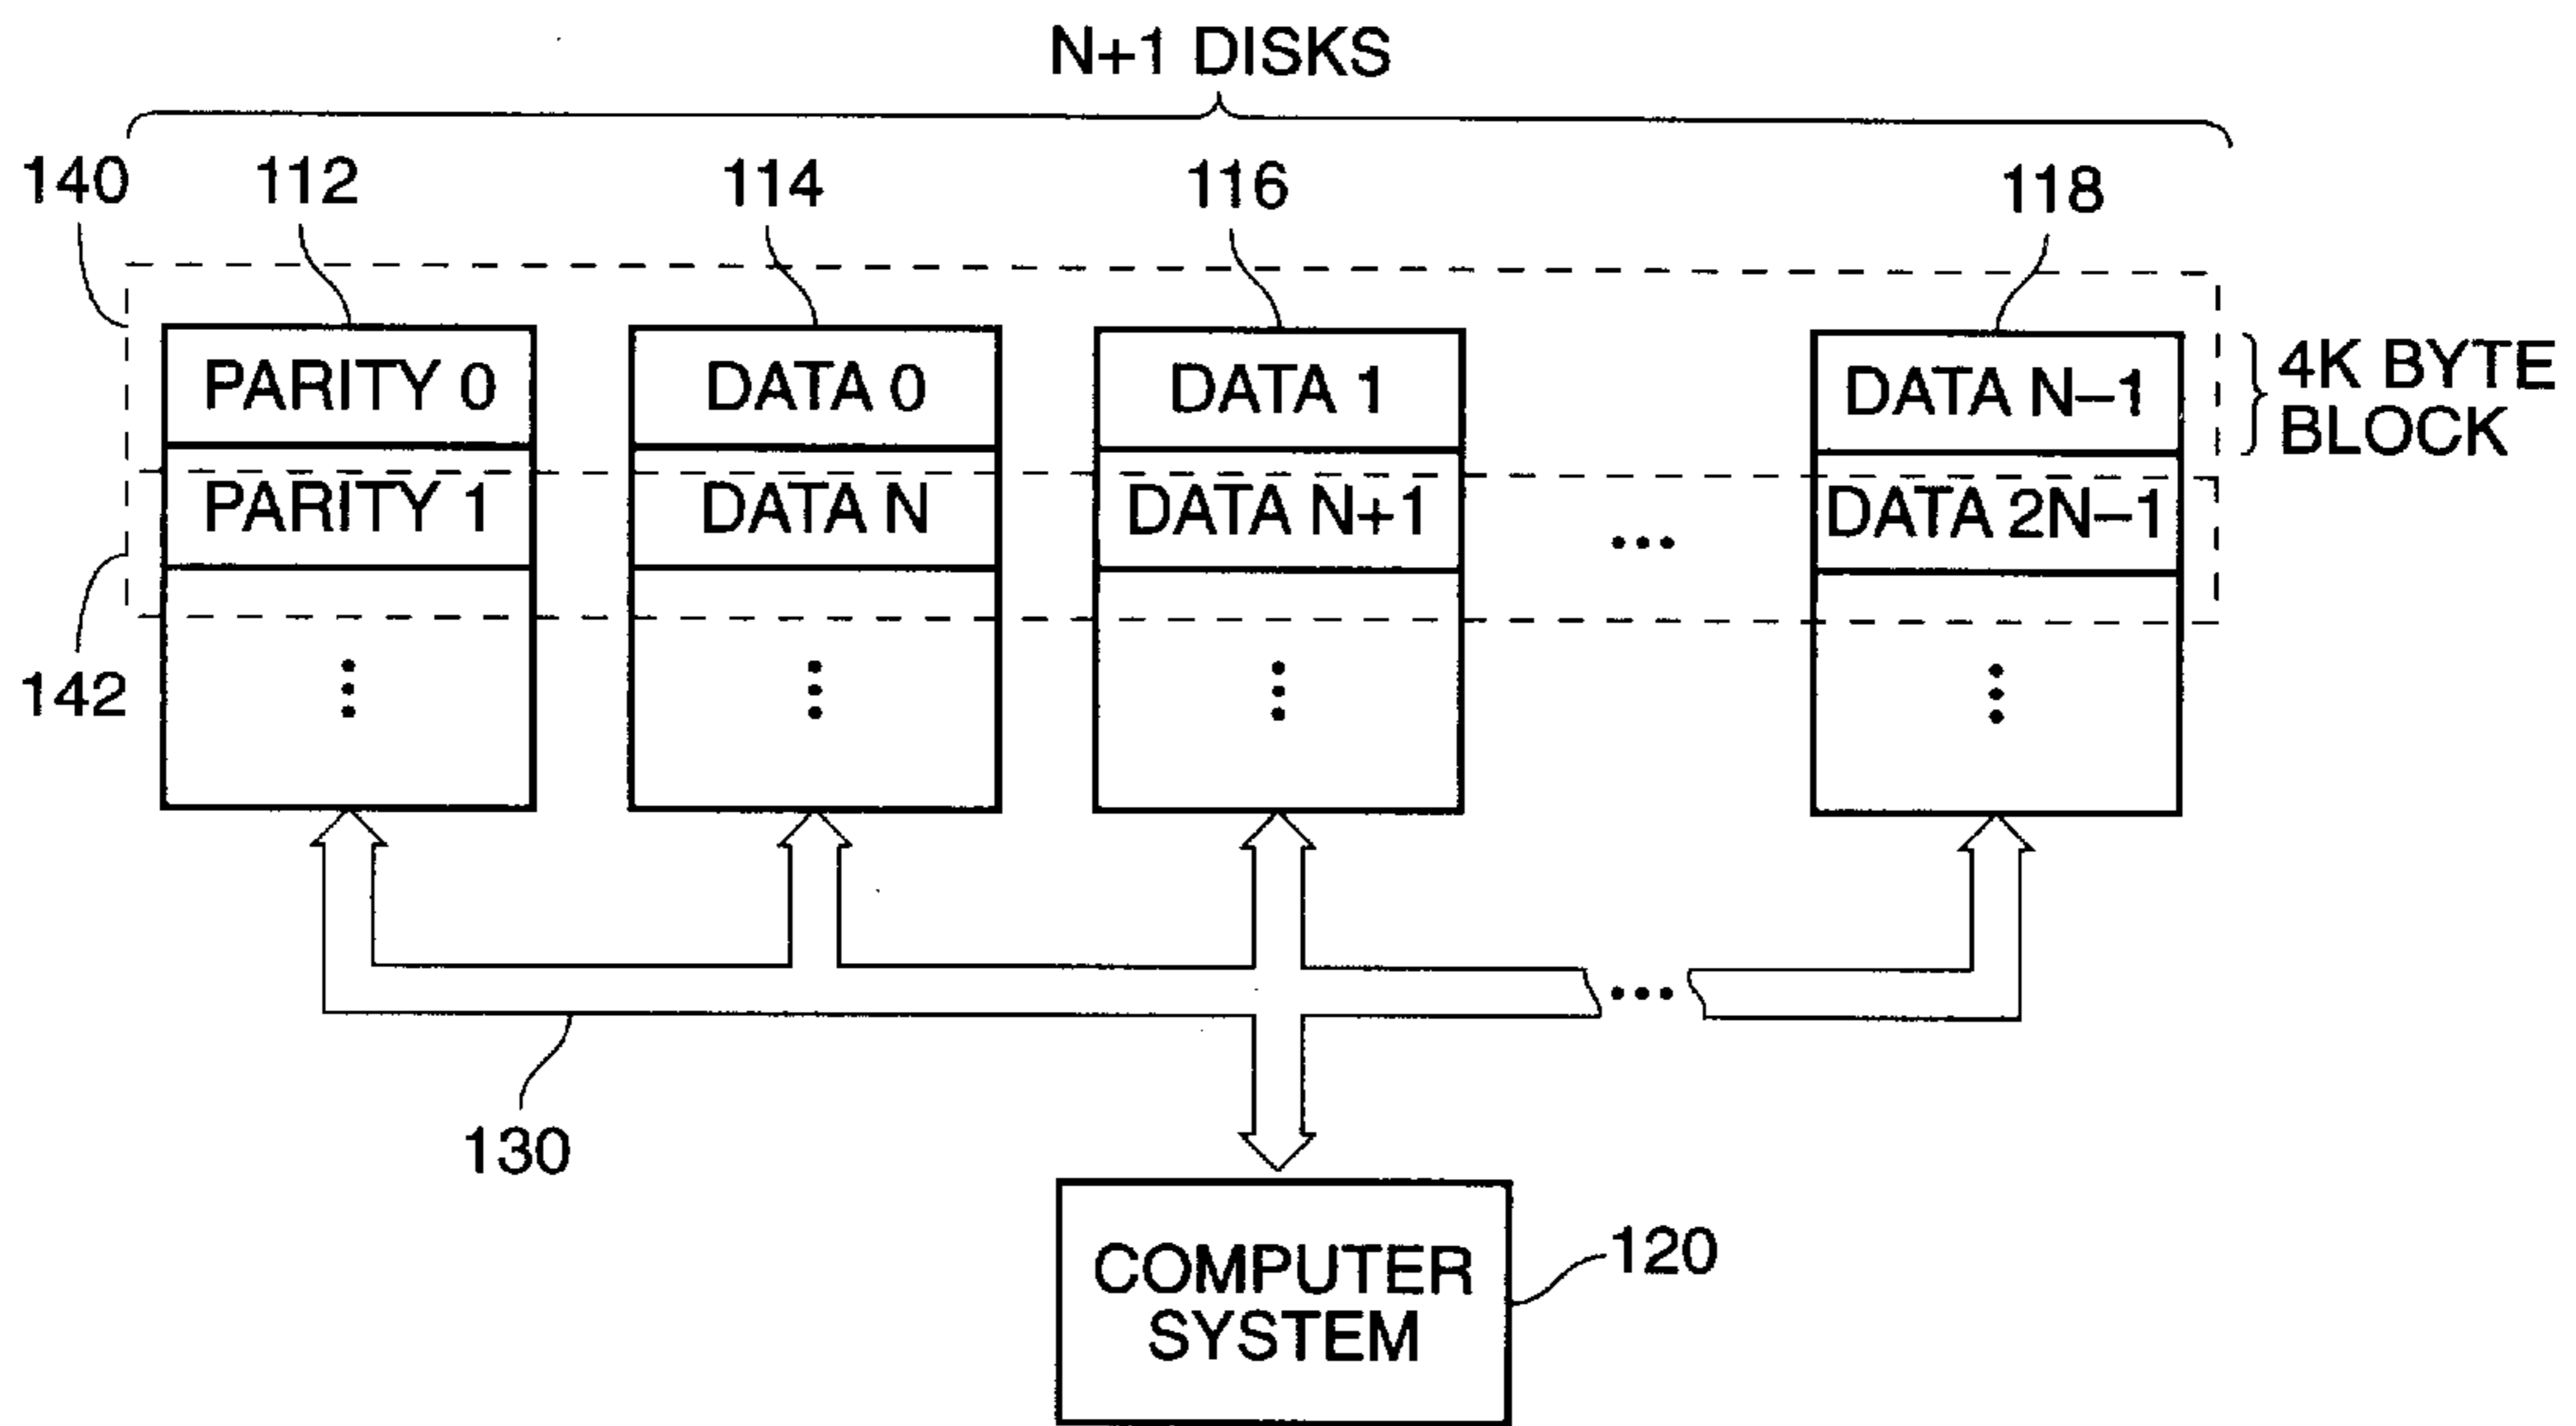 N+1 DISKS
140
112
114
116
118
PARITY 0
DATA 0
DATA 1
DATA N–1
4K BYTE
BLOCK
PARITY 1
DATA N
DATA N+1
...
DATA 2N–1
142
...
130
COMPUTER
SYSTEM
120